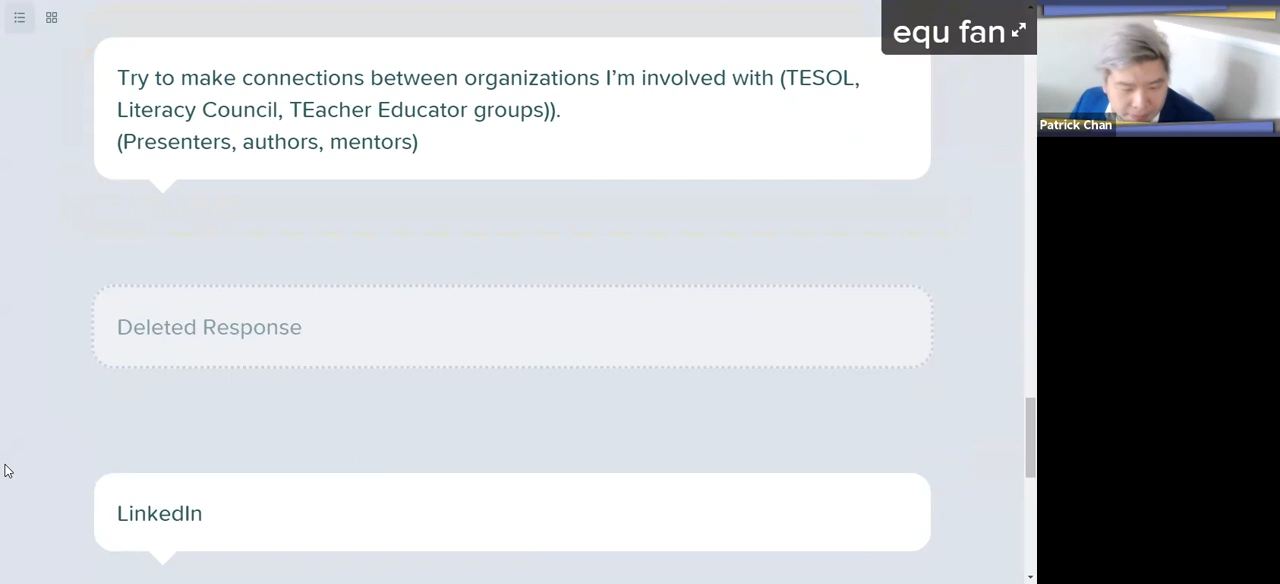 equ fan
Try to make connections between organizations I’m involved with (TESOL,
Literacy Council, TEacher Educator groups)).
(Presenters, authors, mentors)
Patrick Chan
Deleted Response
LinkedIn